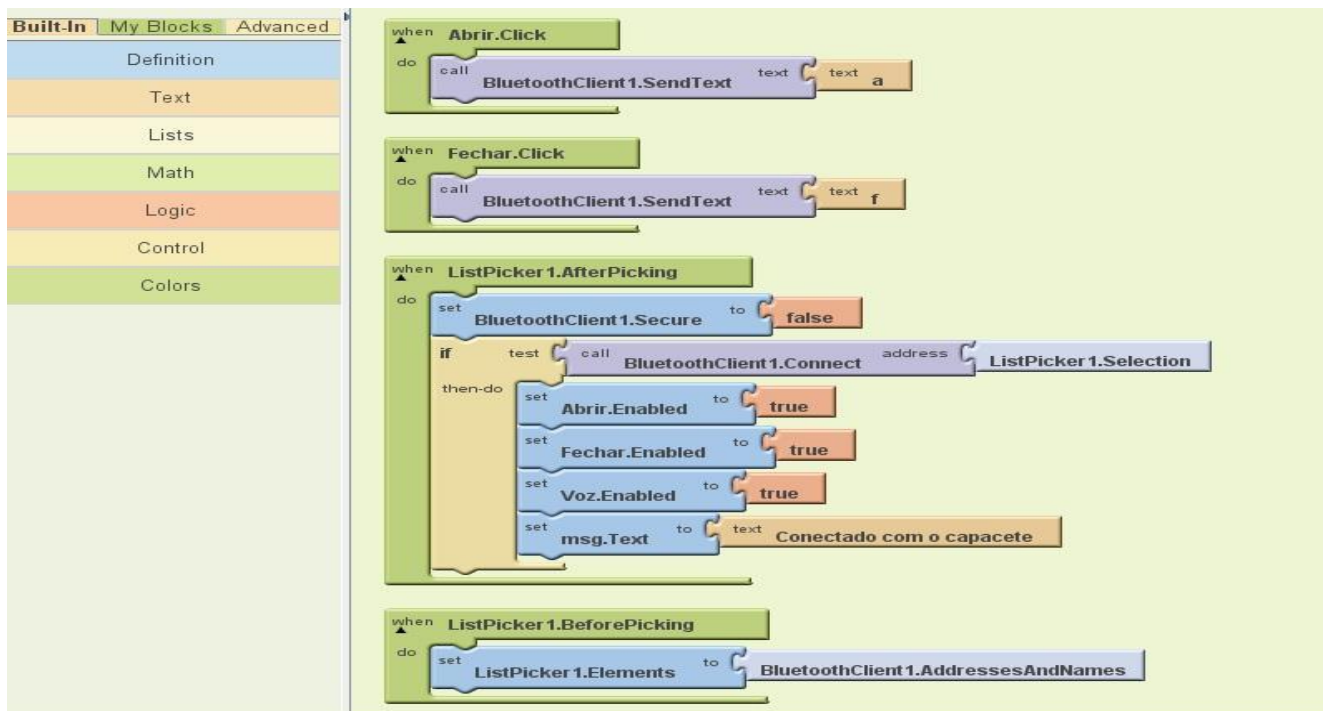 Built-In My Blocks Advanced
Definition
Text
Lists
Math
Logic
Control
Colors
when Abrir.Click
do call BluetoothClient1.SendText text text a
when Fechar.Click
do call BluetoothClient1.SendText text text f
when ListPicker1.AfterPicking
do set BluetoothClient1.Secure to false
if test call BluetoothClient1.Connect address ListPicker1.Selection
then-do set Abrir.Enabled to true
set Fechar.Enabled to true
set Voz.Enabled to true
set msg.Text to text Conectado com o capacete
when ListPicker1.BeforePicking
do set ListPicker1.Elements to BluetoothClient1.AddressesAndNames